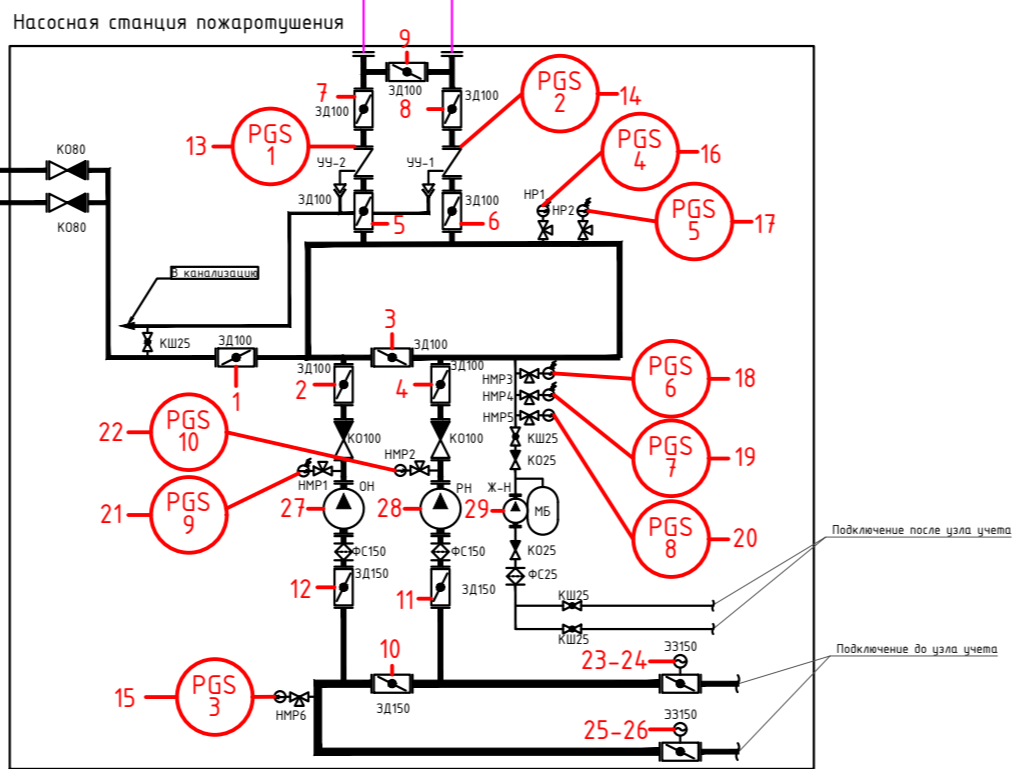 Насосная станция пожаротушения
9
ЗД100
7
ЗД100
8
ЗД100
PGS
2
14
13
PGS
1
УУ-2
УУ-1
PGS
4
16
КО80
КО80
ЗД100
5
ЗД100
6
НР1
НР2
PGS
5
17
В канализацию
КШ25
ЗД100
1
3
ЗД100
ЗД100
2
ЗД100
4
НМР3
НМР4
НМР5
PGS
6
18
22
PGS
10
КО100
КО100
КШ25
КО25
PGS
7
19
НМР1
НМР2
21
PGS
9
ОН
27
РН
28
Ж-Н
29
МБ
PGS
8
20
ФС150
ФС150
КО25
ФС25
Подключение после узла учета
12
ЗД150
11
ЗД150
КШ25
КШ25
10
ЗД150
23-24
ЭЗ150
Подключение до узла учета
15
PGS
3
НМР6
25-26
ЭЗ150